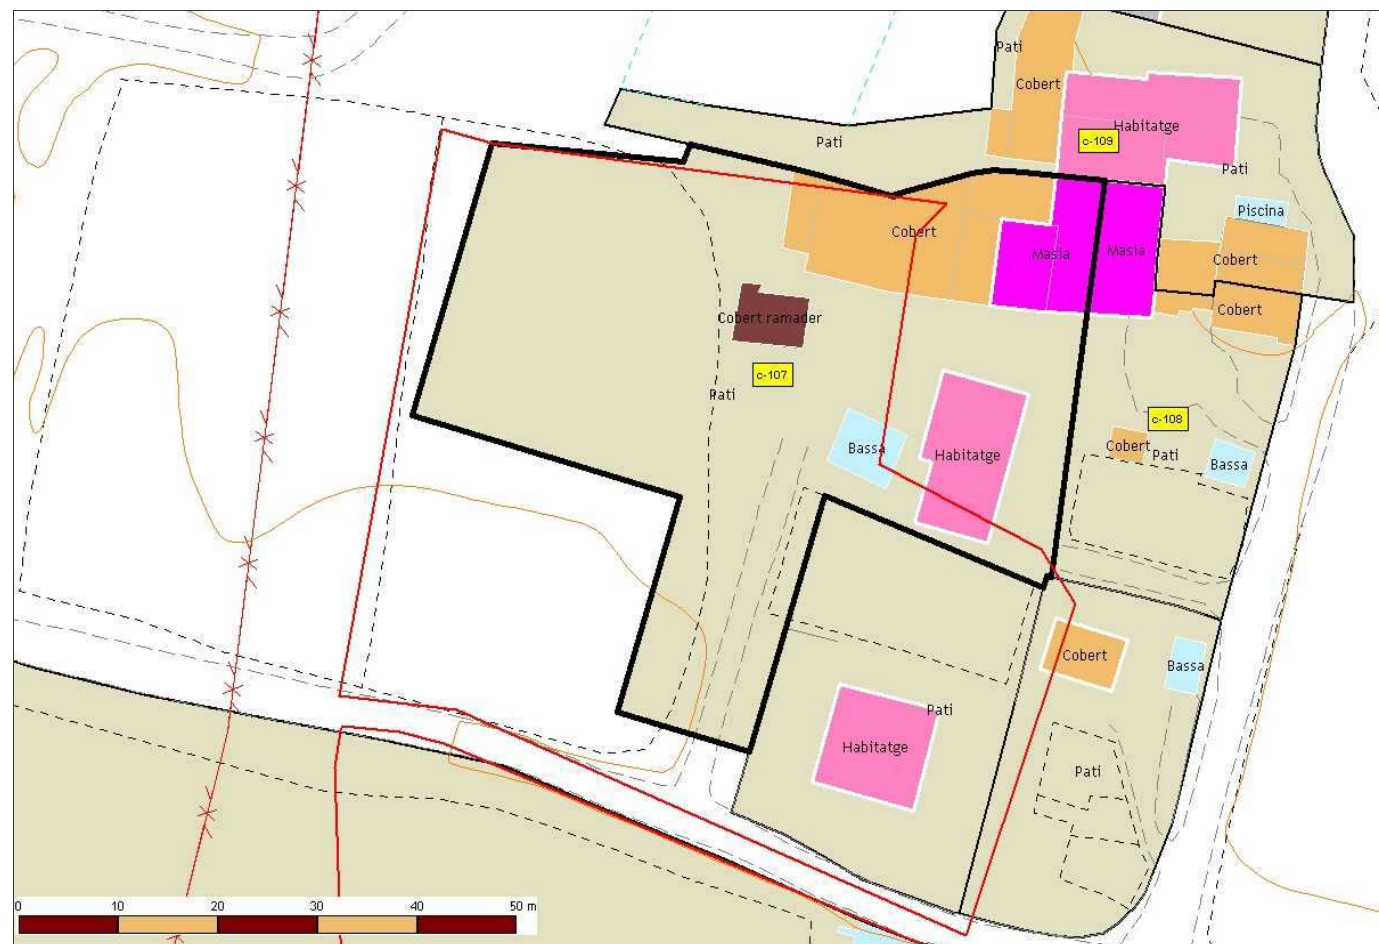 Pati
Cobert
Habitatge
Pati
c-109
Pati
Piscina
Cobert
Masia
Masia
Cobert
Cobert
Cobert ramader
c-107
Pati
c-108
Bassa
Habitatge
Cobert
Pati
Bassa
Cobert
Bassa
Pati
Habitatge
Pati
0 10 20 30 40 50 m